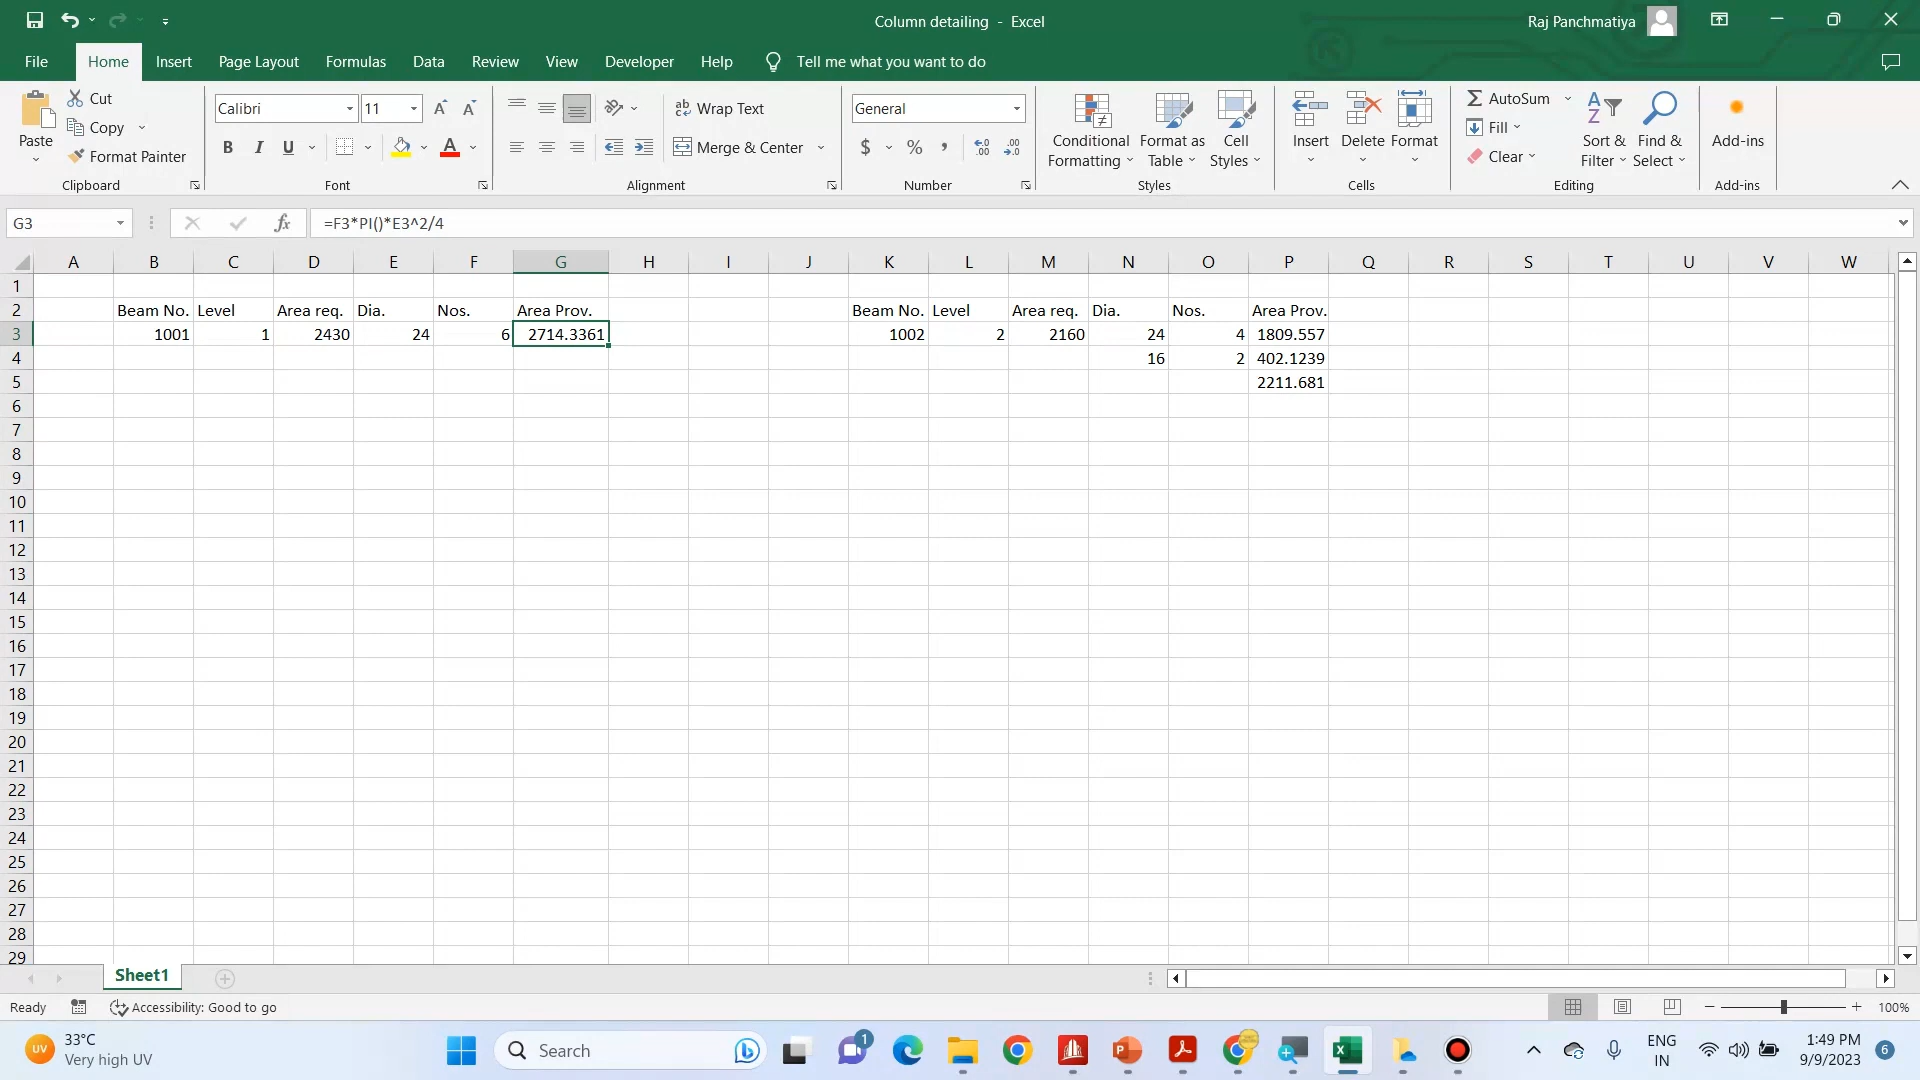 Column detailing - Excel
Raj Panchmatiya
File Home Insert Page Layout Formulas Data Review View Developer Help Tell me what you want to do
Paste
Cut
Copy
Format Painter
Clipboard
Calibri 11
B I U A
Font
ab Wrap Text
Merge & Center
Alignment
General
$ % ,
Number
Conditional Formatting
Format as Table
Cell Styles
Styles
Insert Delete Format
Cells
AutoSum
Fill
Clear
Sort & Filter
Find & Select
Editing
Add-ins
Add-ins
G3 fx =F3*PI()*E3^2/4
A B C D E F G H I J K L M N O P Q R S T U V W
1
2 Beam No. Level Area req. Dia. Nos. Area Prov. Beam No. Level Area req. Dia. Nos. Area Prov.
3 1001 1 2430 24 6 2714.3361 1002 2 2160 24 4 1809.557
4 16 2 402.1239
5 2211.681
6
7
8
9
10
11
12
13
14
15
16
17
18
19
20
21
22
23
24
25
26
27
28
29
Sheet1
Ready Accessibility: Good to go 100%
UV 33°C
Very high UV
Search
1
ENG
IN
1:49 PM
9/9/2023
6